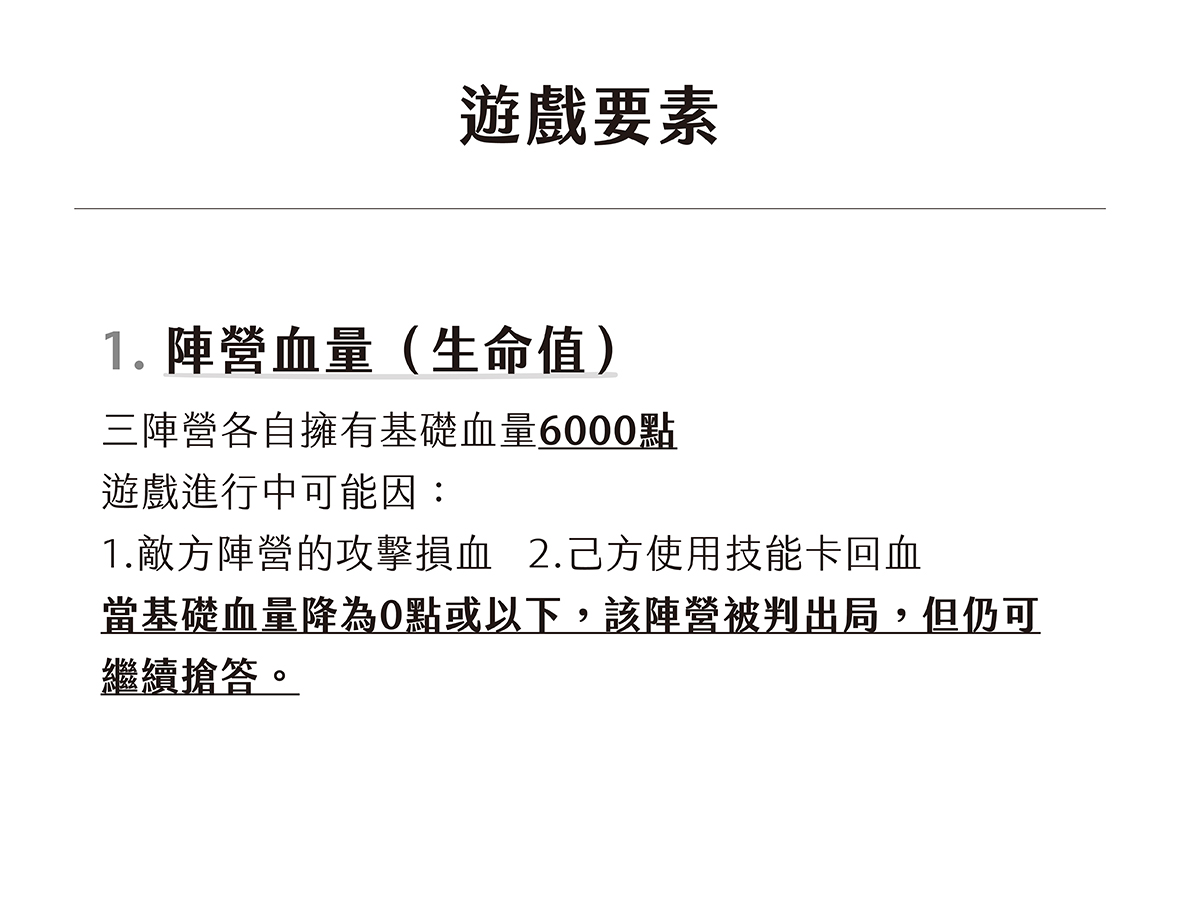 遊戲要素
1. 陣營血量（生命值）
三陣營各自擁有基礎血量6000點
遊戲進行中可能因：
1.敵方陣營的攻擊損血 2.己方使用技能卡回血
當基礎血量降為0點或以下，該陣營被判出局，但仍可
繼續搶答。